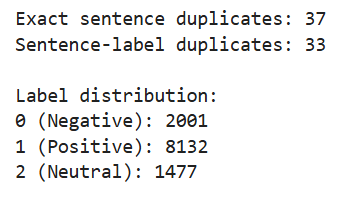 Exact sentence duplicates: 37
Sentence-label duplicates: 33
Label distribution:
0 (Negative): 2001
1 (Positive): 8132
2 (Neutral): 1477